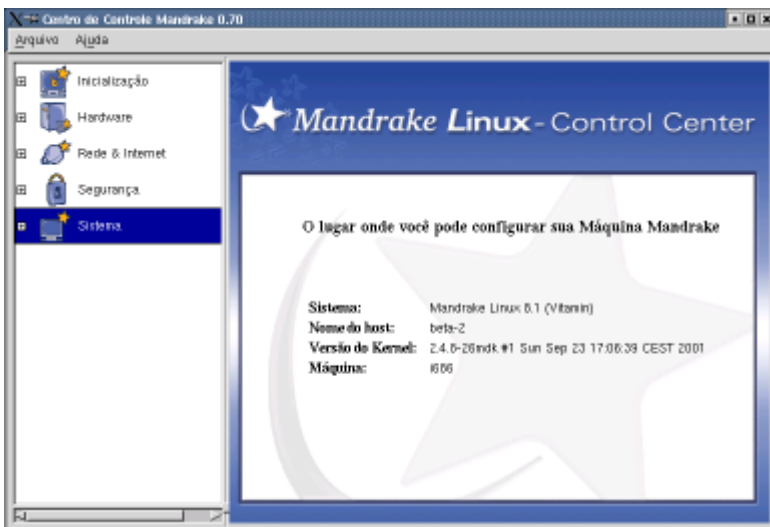 Centro de Controle Mandrake 0.70
Arquivo Ajuda
Inicialização
Hardware
Rede & Internet
Segurança
Sistema
Mandrake Linux - Control Center
O lugar onde você pode configurar sua Máquina Mandrake
Sistema: Mandrake Linux 8.1 (Vitamin)
Nome do host: beta-2
Versão do Kernel: 2.4.8-26mdk #1 Sun Sep 23 17:06:39 CEST 2001
Máquina: i686